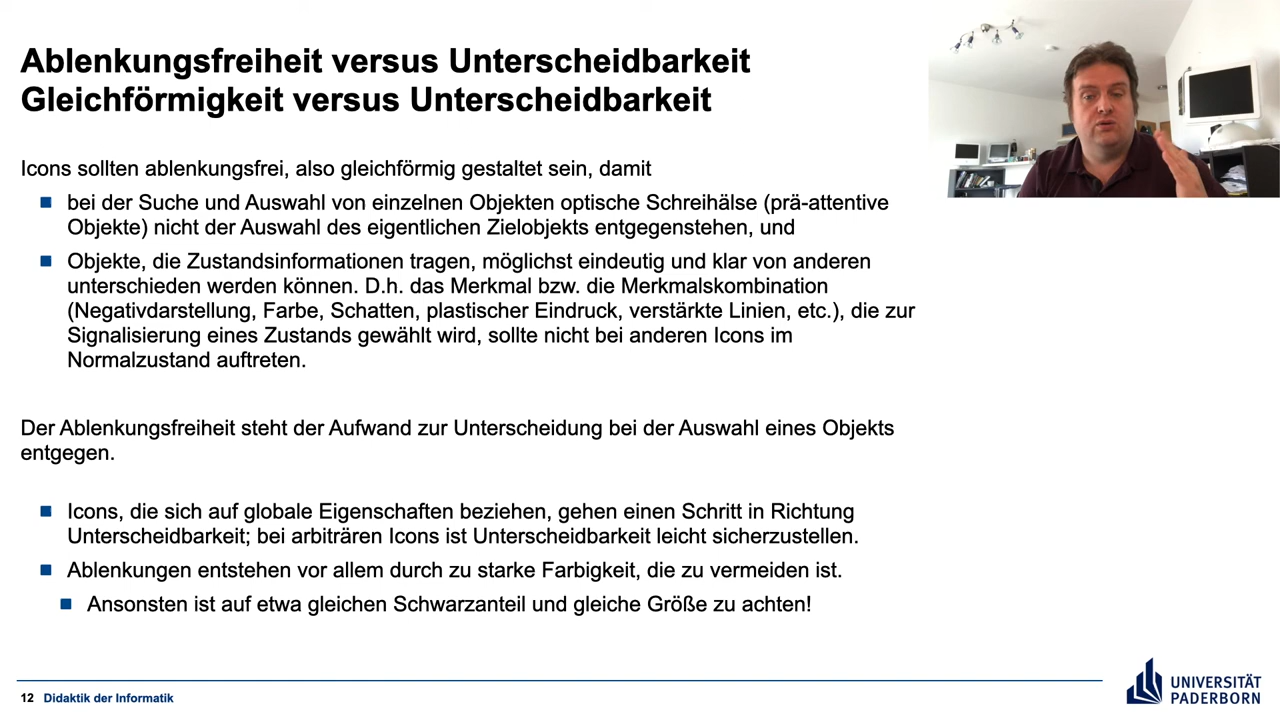 Ablenkungsfreiheit versus Unterscheidbarkeit
Gleichförmigkeit versus Unterscheidbarkeit
Icons sollten ablenkungsfrei, also gleichförmig gestaltet sein, damit
bei der Suche und Auswahl von einzelnen Objekten optische Schreihälse (prä-attentive
Objekte) nicht der Auswahl des eigentlichen Zielobjekts entgegenstehen, und
Objekte, die Zustandsinformationen tragen, möglichst eindeutig und klar von anderen
unterschieden werden können. D.h. das Merkmal bzw. die Merkmalskombination
(Negativdarstellung, Farbe, Schatten, plastischer Eindruck, verstärkte Linien, etc.), die zur
Signalisierung eines Zustands gewählt wird, sollte nicht bei anderen Icons im
Normalzustand auftreten.
Der Ablenkungsfreiheit steht der Aufwand zur Unterscheidung bei der Auswahl eines Objekts
entgegen.
Icons, die sich auf globale Eigenschaften beziehen, gehen einen Schritt in Richtung
Unterscheidbarkeit; bei arbiträren Icons ist Unterscheidbarkeit leicht sicherzustellen.
Ablenkungen entstehen vor allem durch zu starke Farbigkeit, die zu vermeiden ist.
Ansonsten ist auf etwa gleichen Schwarzanteil und gleiche Größe zu achten!
12 Didaktik der Informatik
UNIVERSITÄT
PADERBORN